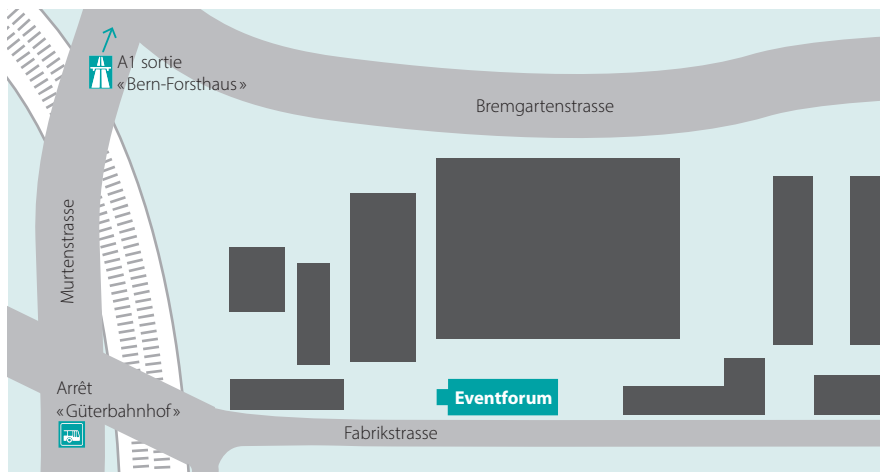 A1 sortie
«Bern-Forsthaus»
Bremgartenstrasse
Murtenstrasse
Arrêt
«Güterbahnhof»
Eventforum
Fabrikstrasse